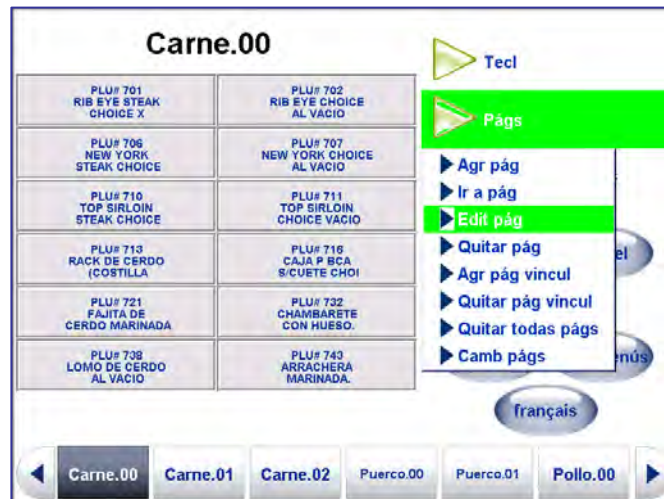 Carne.00
PLU# 701
RIB EYE STEAK
CHOICE X
PLU# 702
RIB EYE CHOICE
AL VACIO
PLU# 706
NEW YORK
STEAK CHOICE
PLU# 707
NEW YORK CHOICE
AL VACIO
PLU# 710
TOP SIRLOIN
STEAK CHOICE
PLU# 711
TOP SIRLOIN
CHOICE VACIO
PLU# 713
RACK DE CERDO
(COSTILLA
PLU# 716
CAJA P BCA
S/CUETE CHOI
PLU# 721
FAJITA DE
CERDO MARINADA
PLU# 732
CHAMBARETE
CON HUESO.
PLU# 738
LOMO DE CERDO
AL VACIO
PLU# 743
ARRACHERA
MARINADA.
Tecl
Págs
Agr pág
Ir a pág
Edit pág
Quitar pág
Agr pág vincul
Quitar pág vincul
Quitar todas págs
Camb págs
el
enús
français
Carne.00
Carne.01
Carne.02
Puerco.00
Puerco.01
Pollo.00